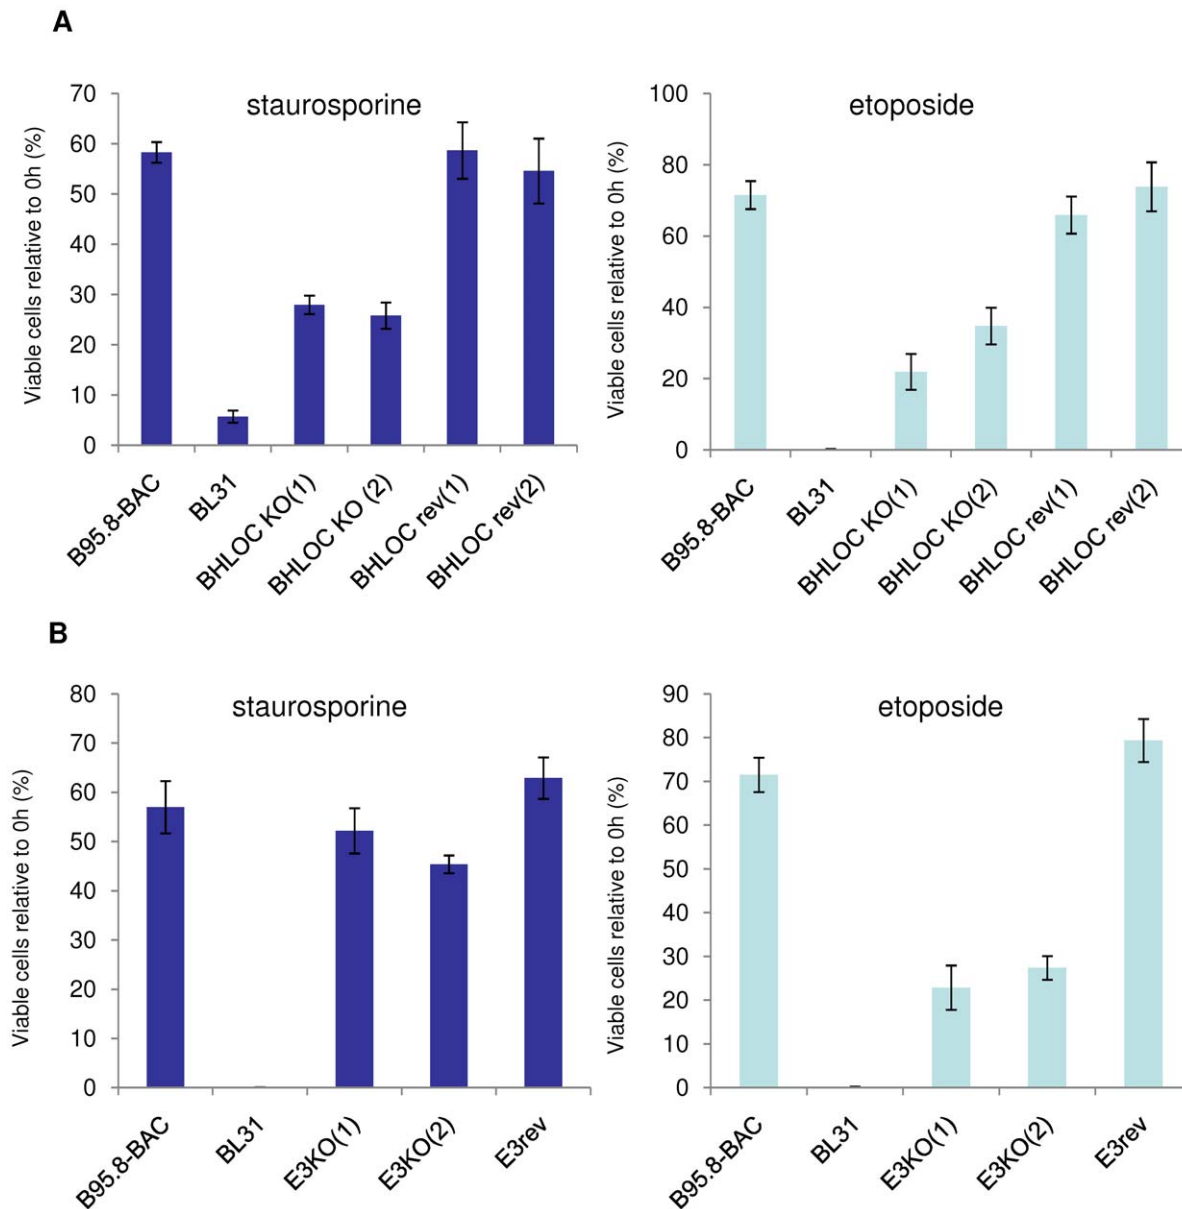 A
staurosporine
Viable cells relative to 0h (%)
70
60
50
40
30
20
10
0
B95.8-BAC
BL31
BHLOC KO(1)
BHLOC KO (2)
BHLOC rev(1)
BHLOC rev(2)
etoposide
Viable cells relative to 0h (%)
100
80
60
40
20
0
B95.8-BAC
BL31
BHLOC KO(1)
BHLOC KO(2)
BHLOC rev(1)
BHLOC rev(2)
B
staurosporine
Viable cells relative to 0h (%)
80
70
60
50
40
30
20
10
0
B95.8-BAC
BL31
E3KO(1)
E3KO(2)
E3rev
etoposide
Viable cells relative to 0h (%)
90
80
70
60
50
40
30
20
10
0
B95.8-BAC
BL31
E3KO(1)
E3KO(2)
E3rev